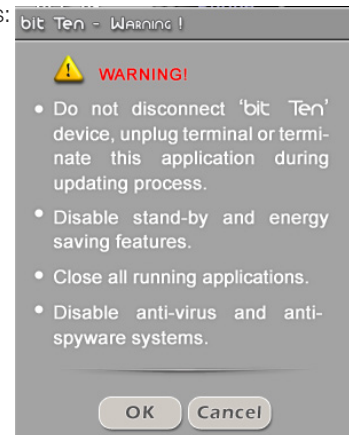 s:
bit Ten - Warning !
WARNING!
• Do not disconnect 'bit Ten'
device, unplug terminal or termi-
nate this application during
updating process.
• Disable stand-by and energy
saving features.
• Close all running applications.
• Disable anti-virus and anti-
spyware systems.
OK Cancel